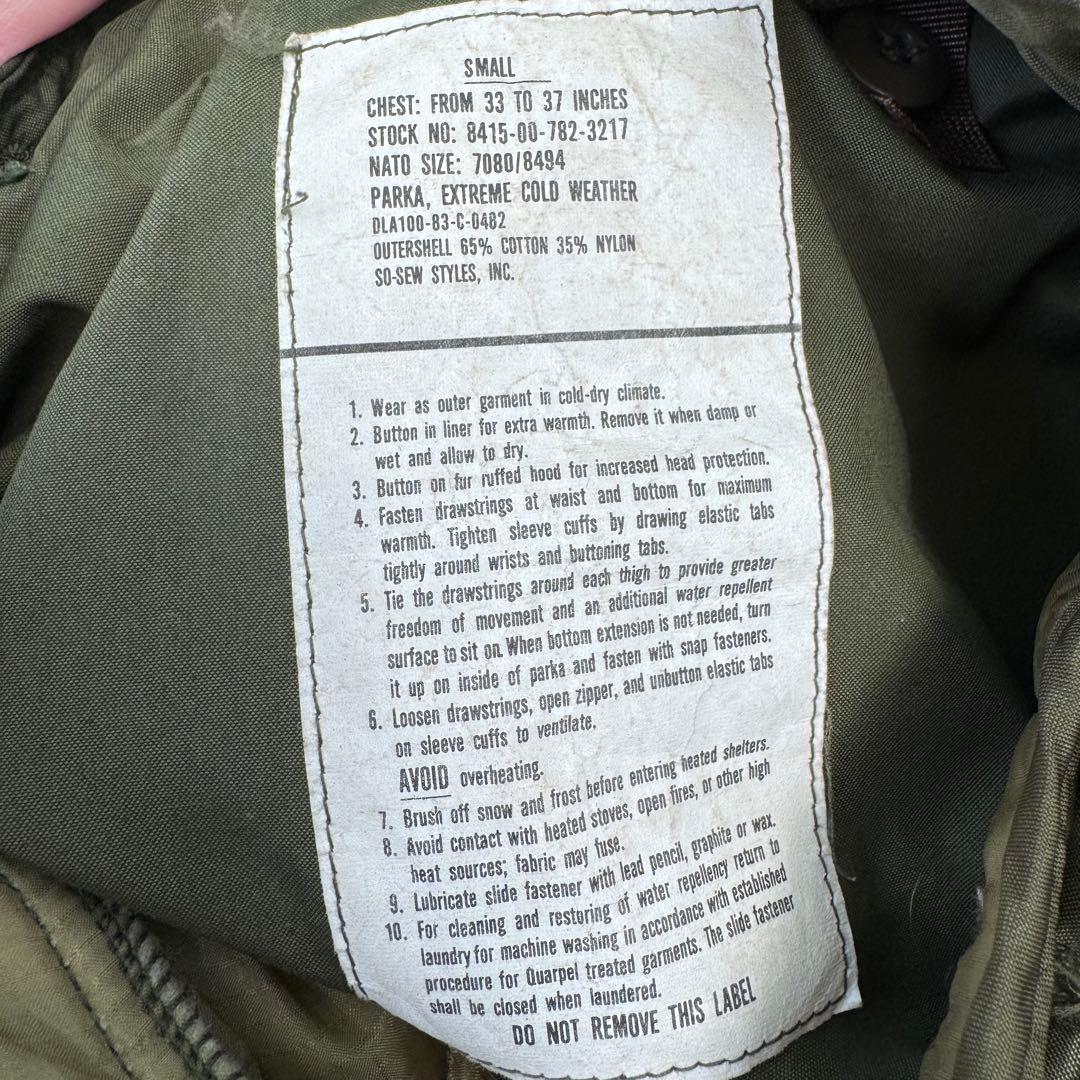 SMALL
CHEST: FROM 33 TO 37 INCHES
STOCK NO: 8415-00-782-3217
NATO SIZE: 7080/8494
PARKA, EXTREME COLD WEATHER
DLA100-83-C-0482
OUTERSHELL 65% COTTON 35% NYLON
SO-SEW STYLES, INC.
1. Wear as outer garment in cold-dry climate.
2. Button in liner for extra warmth. Remove it when damp or
wet and allow to dry.
3. Button on fur ruffed hood for increased head protection.
4. Fasten drawstrings at waist and bottom for maximum
warmth. Tighten sleeve cuffs by drawing elastic tabs
tightly around wrists and buttoning tabs.
5. Tie the drawstrings around each thigh to provide greater
freedom of movement and an additional water repellent
surface to sit on. When bottom extension is not needed, turn
it up on inside of parka and fasten with snap fasteners.
6. Loosen drawstrings, open zipper, and unbutton elastic tabs
on sleeve cuffs to ventilate.
AVOID overheating.
7. Brush off snow and frost before entering heated shelters.
8. Avoid contact with heated stoves, open fires, or other high
heat sources; fabric may fuse.
9. Lubricate slide fastener with lead pencil, graphite or wax.
10. For cleaning and restoring of water repellency return to
laundry for machine washing in accordance with established
procedure for Quarpel treated garments. The slide fastener
shall be closed when laundered.
DO NOT REMOVE THIS LABEL